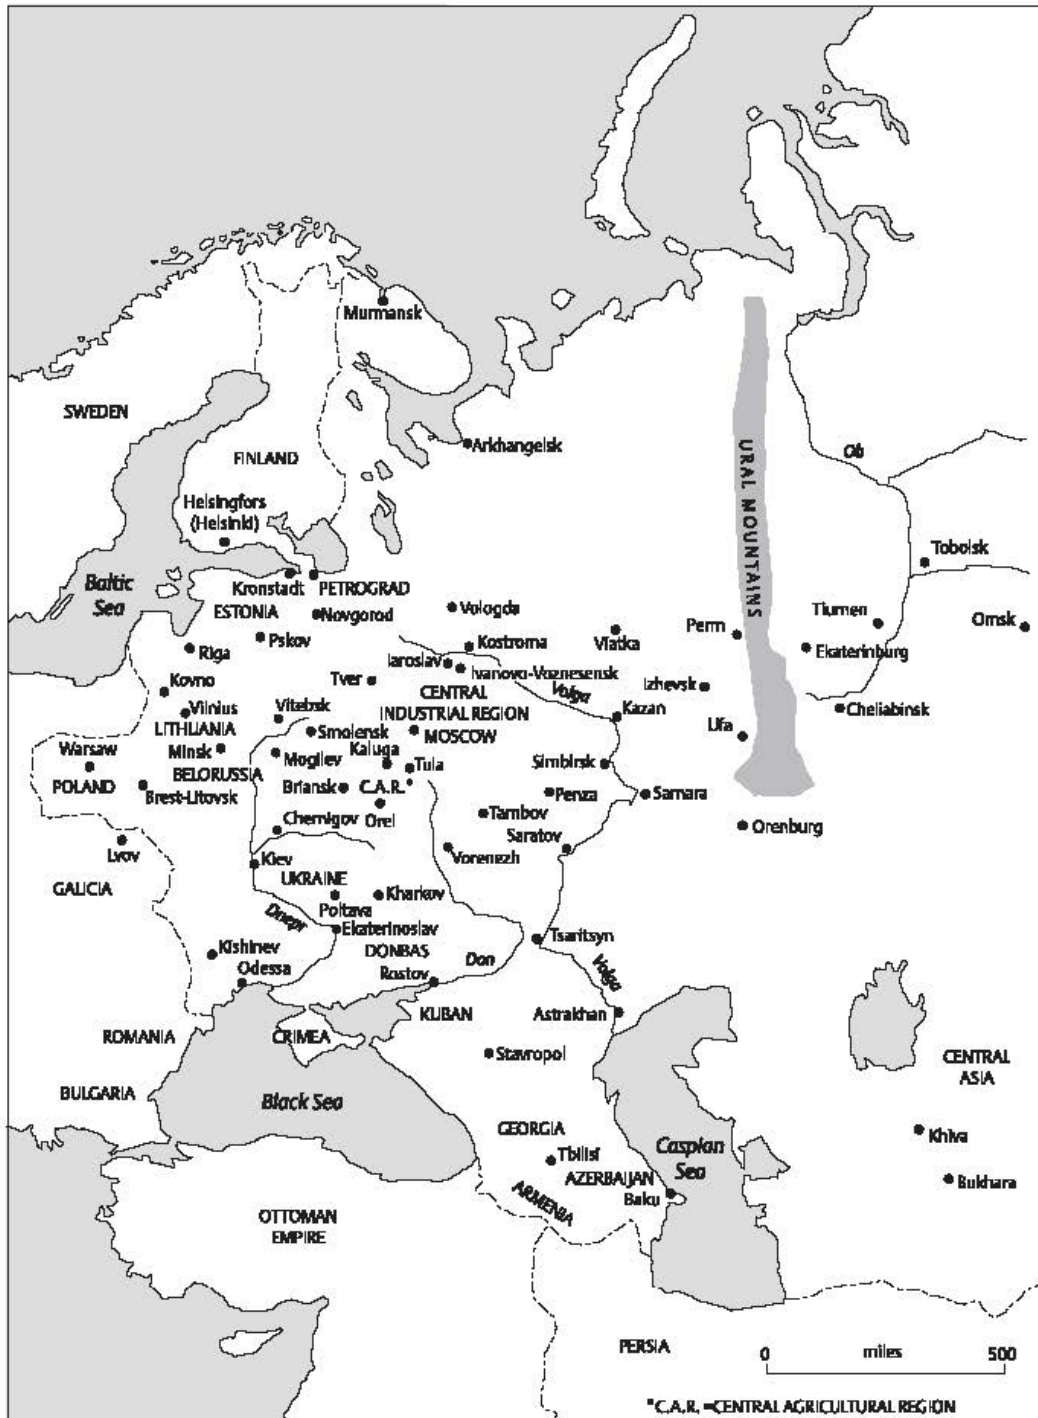 Murmansk
SWEDEN
Arkhangelsk
FINLAND
Ob
URAL MOUNTAINS
Helsingfors
(Helsinki)
Tobolsk
Baltic
Sea
Kronstadt
PETROGRAD
ESTONIA
Novgorod
Vologda
Tiumen
Omsk
Pskov
Viatka
Perm
Riga
Kostroma
Ekaterinburg
Iaroslav
Ivanovo-Voznesensk
Kovno
Tver
CENTRAL
INDUSTRIAL REGION
Volga
Izhevsk
Vilnius
Vitebsk
Kazan
Cheliabinsk
LITHUANIA
Smolensk
MOSCOW
Ufa
Warsaw
Minsk
Mogilev
Kaluga
Tula
Simbirsk
POLAND
BELORUSSIA
Brest-Litovsk
Briansk
C.A.R.*
Penza
Samara
Chernigov
Orel
Tambov
Orenburg
Lvov
Saratov
Kiev
Vorenezh
GALICIA
UKRAINE
Kharkov
Poltava
Dnepr
Ekaterinoslav
Tsaritsyn
Kishinev
DONBAS
Don
Volga
Odessa
Rostov
Astrakhan
KUBAN
ROMANIA
CRIMEA
Stavropol
CENTRAL
ASIA
BULGARIA
Black Sea
GEORGIA
Khiva
Tbilisi
Caspian
Sea
AZERBAIJAN
Bukhara
ARMENIA
Baku
OTTOMAN
EMPIRE
PERSIA
0 miles 500
*C.A.R. =CENTRAL AGRICULTURAL REGION